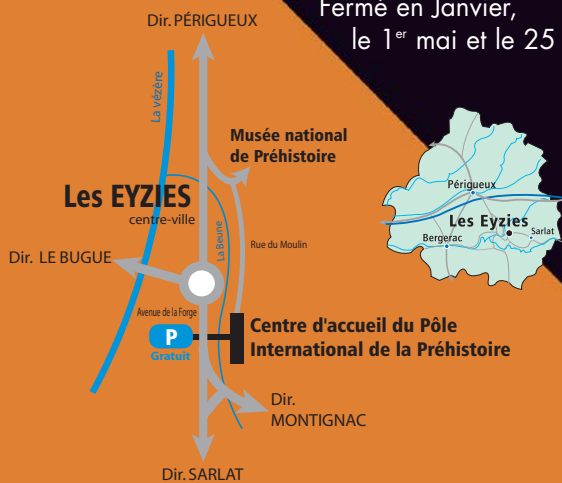 Fermé en Janvier,
le 1er mai et le 25
Dir. PÉRIGUEUX
La vézère
Musée national
de Préhistoire
Les EYZIES
centre-ville
La Beune
Rue du Moulin
Dir. LE BUGUE
Avenue de la Forge
P
Gratuit
Centre d'accueil du Pôle
International de la Préhistoire
Dir.
MONTIGNAC
Dir. SARLAT
Périgueux
Les Eyzies
Bergerac
Sarlat